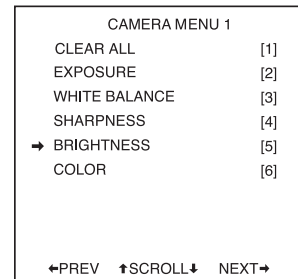 CAMERA MENU 1
CLEAR ALL [1]
EXPOSURE [2]
WHITE BALANCE [3]
SHARPNESS [4]
➔ BRIGHTNESS [5]
COLOR [6]
←PREV ↑SCROLL↓ NEXT→